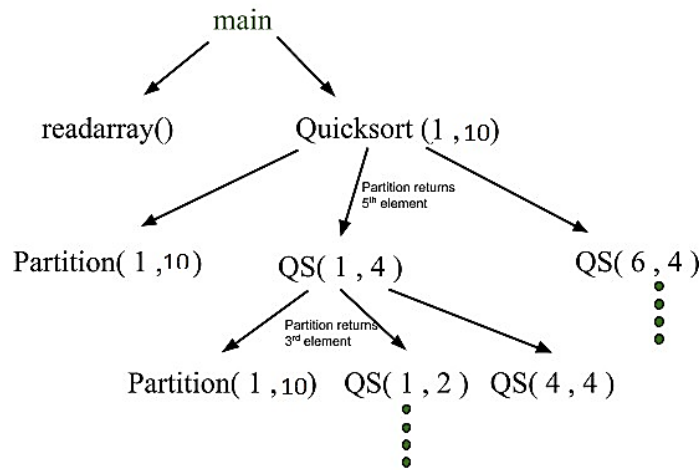 main
readarray()
Quicksort (1 ,10)
Partition returns
5th element
Partition( 1 ,10)
QS( 1 , 4 )
QS( 6 , 4 )
Partition returns
3rd element
Partition( 1 ,10)
QS( 1 , 2 )
QS( 4 , 4 )